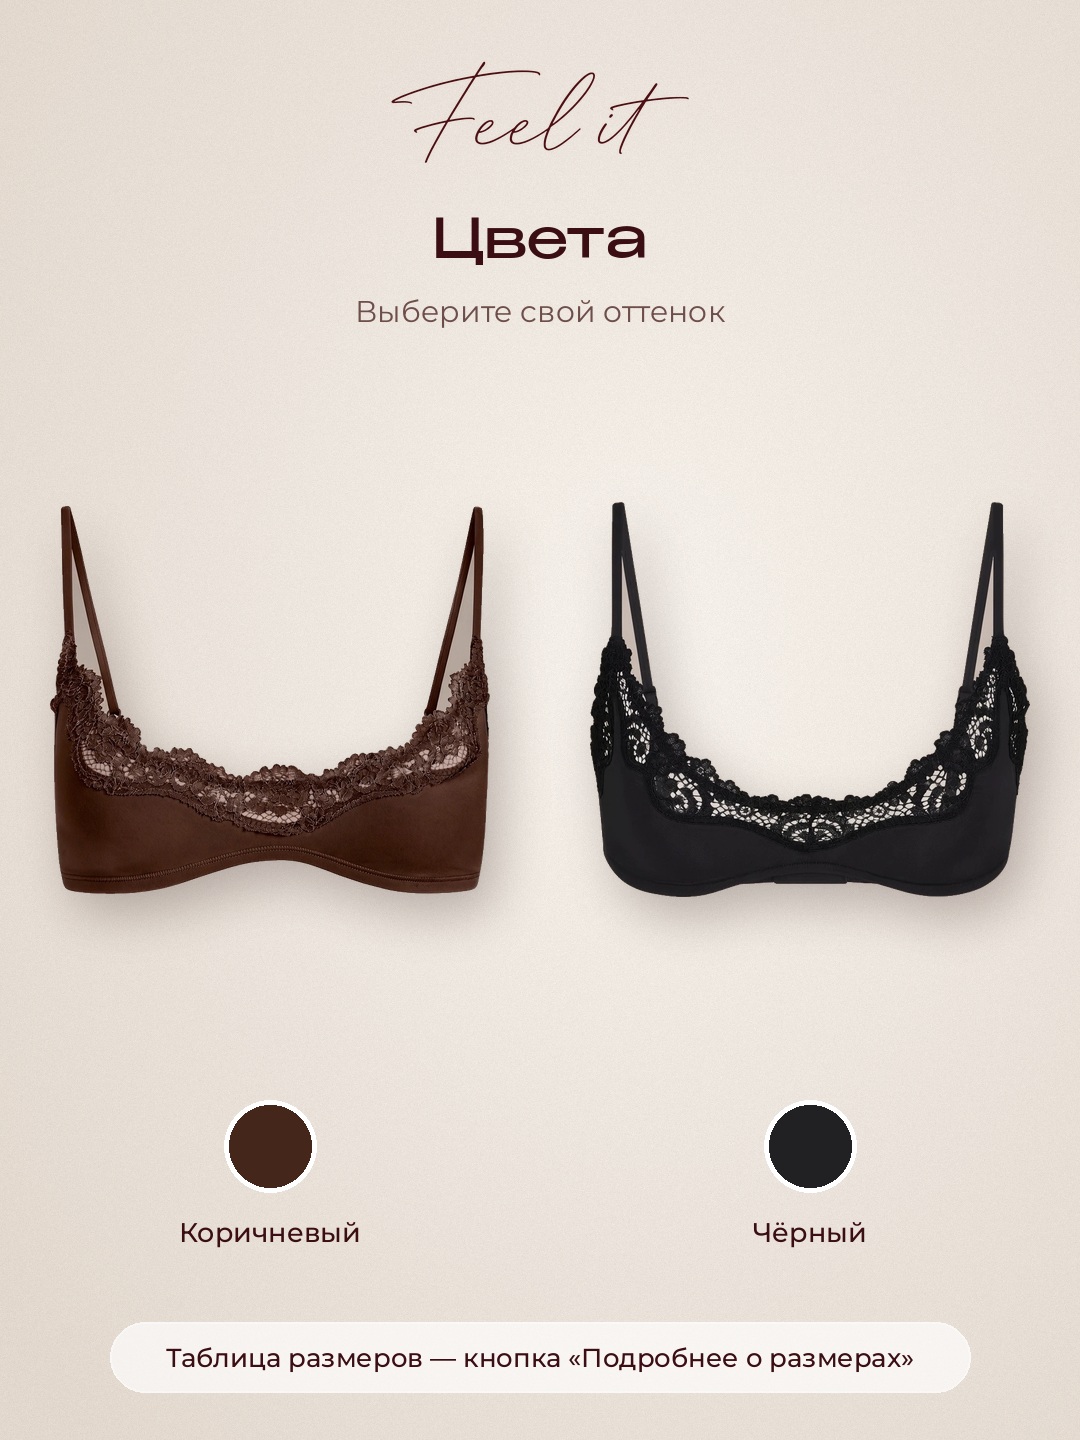 Feel it
Цвета
Выберите свой оттенок
Коричневый
Чёрный
Таблица размеров — кнопка «Подробнее о размерах»